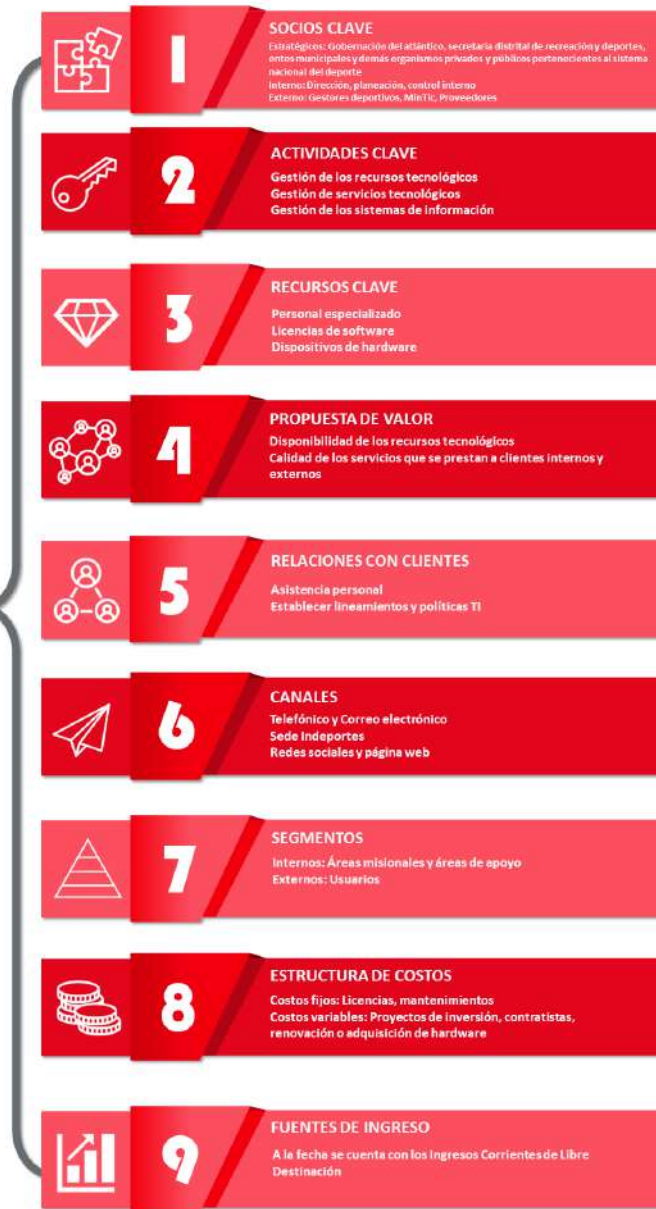 1
SOCIOS CLAVE
Estratégicos: Gobernación del atlántico, secretaria distrital de recreación y deportes,
entes municipales y demás organismos privados y públicos pertenecientes al sistema
nacional del deporte
Interno: Dirección, planeación, control interno
Externo: Gestores deportivos, MinTic, Proveedores
2
ACTIVIDADES CLAVE
Gestión de los recursos tecnológicos
Gestión de servicios tecnológicos
Gestión de los sistemas de información
3
RECURSOS CLAVE
Personal especializado
Licencias de software
Dispositivos de hardware
4
PROPUESTA DE VALOR
Disponibilidad de los recursos tecnológicos
Calidad de los servicios que se prestan a clientes internos y
externos
5
RELACIONES CON CLIENTES
Asistencia personal
Establecer lineamientos y políticas TI
6
CANALES
Telefónico y Correo electrónico
Sede Indeportes
Redes sociales y página web
7
SEGMENTOS
Internos: Áreas misionales y áreas de apoyo
Externos: Usuarios
8
ESTRUCTURA DE COSTOS
Costos fijos: Licencias, mantenimientos
Costos variables: Proyectos de inversión, contratistas,
renovación o adquisición de hardware
9
FUENTES DE INGRESO
A la fecha se cuenta con los Ingresos Corrientes de Libre
Destinación